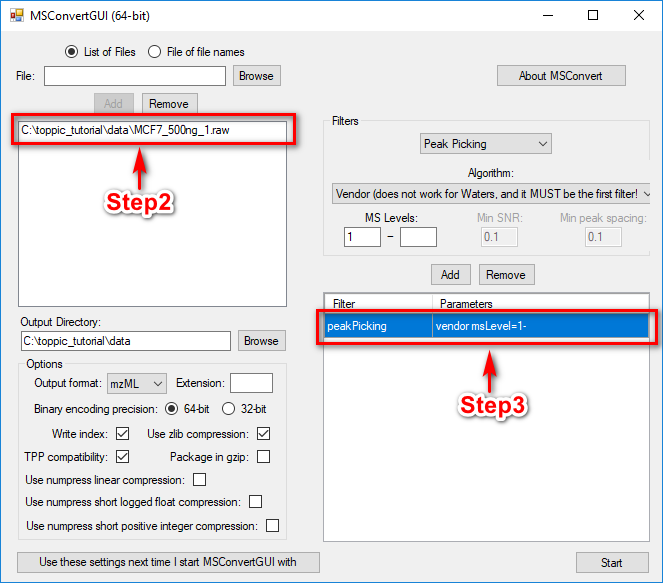 MSConvertGUI (64-bit)
List of Files File of file names
File: Browse About MSConvert
Add Remove
C:\toppic_tutorial\data\MCF7_500ng_1.raw
Step2
Filters
Peak Picking
Algorithm:
Vendor (does not work for Waters, and it MUST be the first filter!
MS Levels: Min SNR: Min peak spacing:
1 – 0.1 0.1
Add Remove
Filter Parameters
peakPicking vendor msLevel=1-
Step3
Output Directory:
C:\toppic_tutorial\data Browse
Options
Output format: mzML Extension:
Binary encoding precision: 64-bit 32-bit
Write index: Use zlib compression:
TPP compatibility: Package in gzip:
Use numpress linear compression:
Use numpress short logged float compression:
Use numpress short positive integer compression:
Use these settings next time I start MSConvertGUI with Start